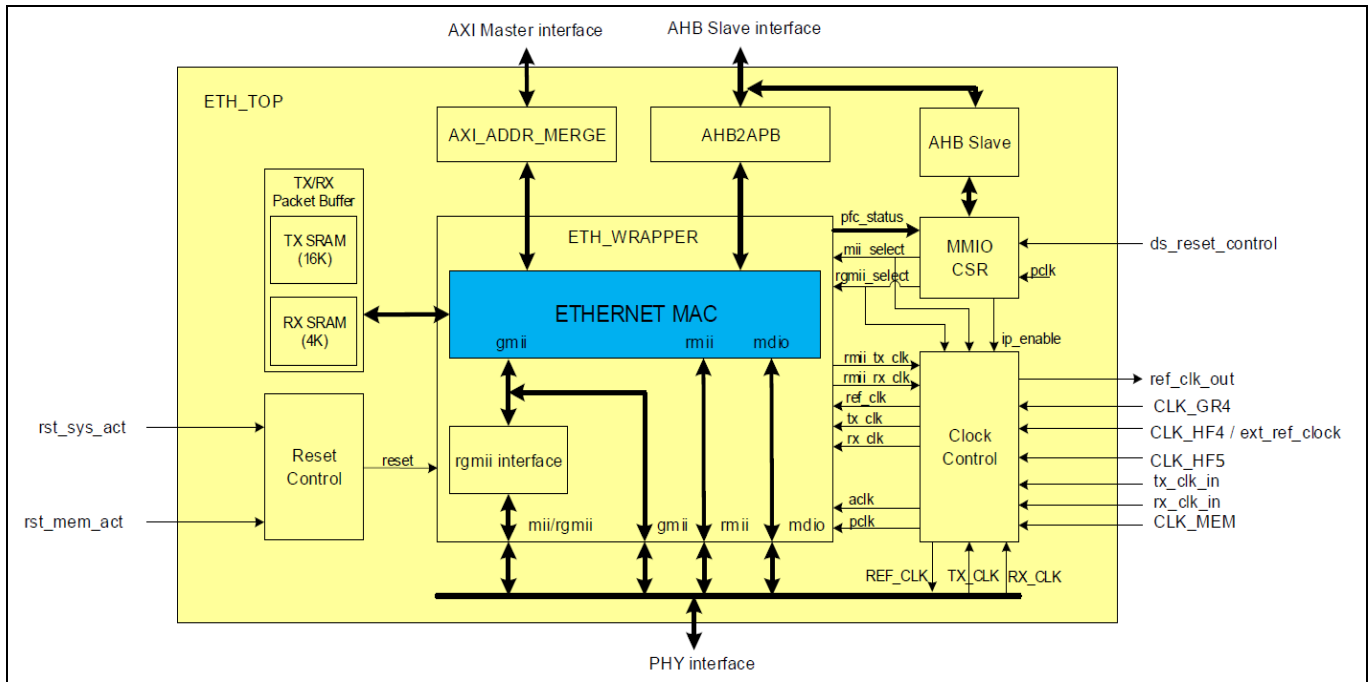 AXI Master interface
AHB Slave interface
ETH_TOP
AXI_ADDR_MERGE
AHB2APB
AHB Slave
TX/RX
Packet Buffer
TX SRAM
(16K)
RX SRAM
(4K)
ETH_WRAPPER
pfc_status
mii_select
rgmii_select
MMIO
CSR
pclk
ds_reset_control
ETHERNET MAC
gmii
rmii
mdio
ip_enable
rmii_tx_clk
rmii_rx_clk
ref_clk
tx_clk
rx_clk
aclk
pclk
Clock
Control
ref_clk_out
CLK_GR4
CLK_HF4 / ext_ref_clock
CLK_HF5
tx_clk_in
rx_clk_in
CLK_MEM
rst_sys_act
rst_mem_act
Reset
Control
reset
rgmii interface
mii/rgmii
gmii
rmii
mdio
REF_CLK
TX_CLK
RX_CLK
PHY interface